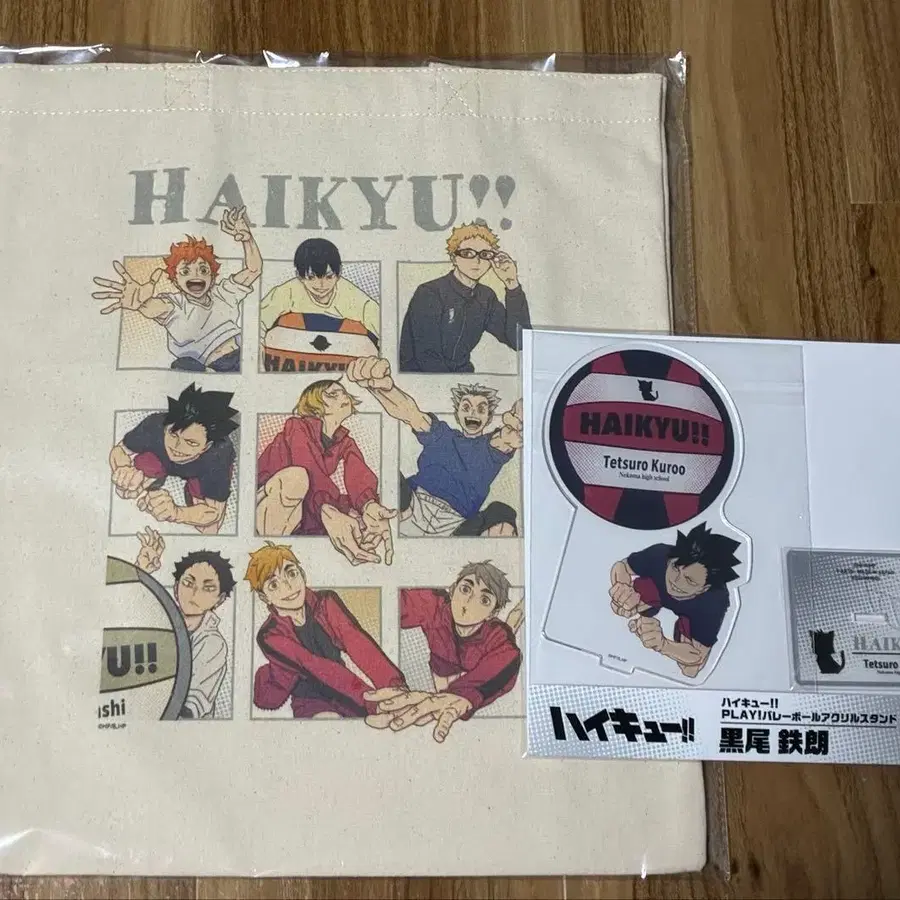 HAIKYU!!
HAIKYU
YU!!
shi
HAIKYU!!
Tetsuro Kuroo
Nekoma high school
HAIK
Tetsuro
ハイキュー!!
ハイキュー!!
PLAY!バレーボールアクリルスタンド
黒尾 鉄朗